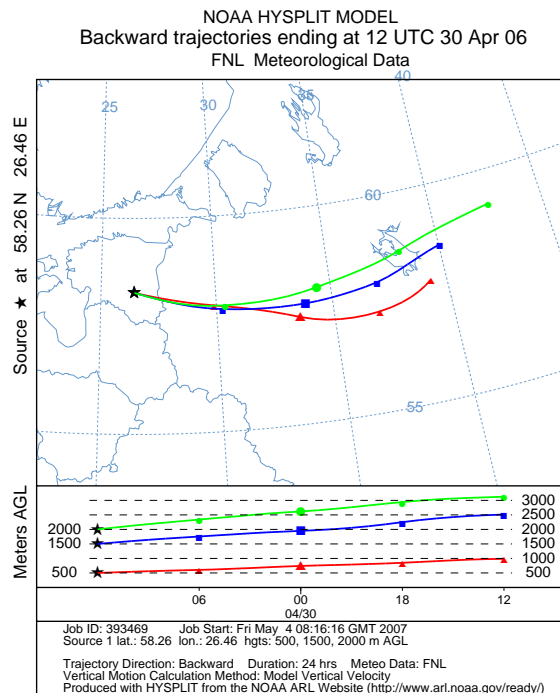 NOAA HYSPLIT MODEL
Backward trajectories ending at 12 UTC 30 Apr 06
FNL Meteorological Data
Source ★ at 58.26 N 26.46 E
25
30
35
40
60
55
Meters AGL
2000
1500
500
3000
2500
2000
1500
1000
500
06
00
18
12
04/30
Job ID: 393469 Job Start: Fri May 4 08:16:16 GMT 2007
Source 1 lat.: 58.26 lon.: 26.46 hgts: 500, 1500, 2000 m AGL
Trajectory Direction: Backward Duration: 24 hrs Meteo Data: FNL
Vertical Motion Calculation Method: Model Vertical Velocity
Produced with HYSPLIT from the NOAA ARL Website (http://www.arl.noaa.gov/ready/)